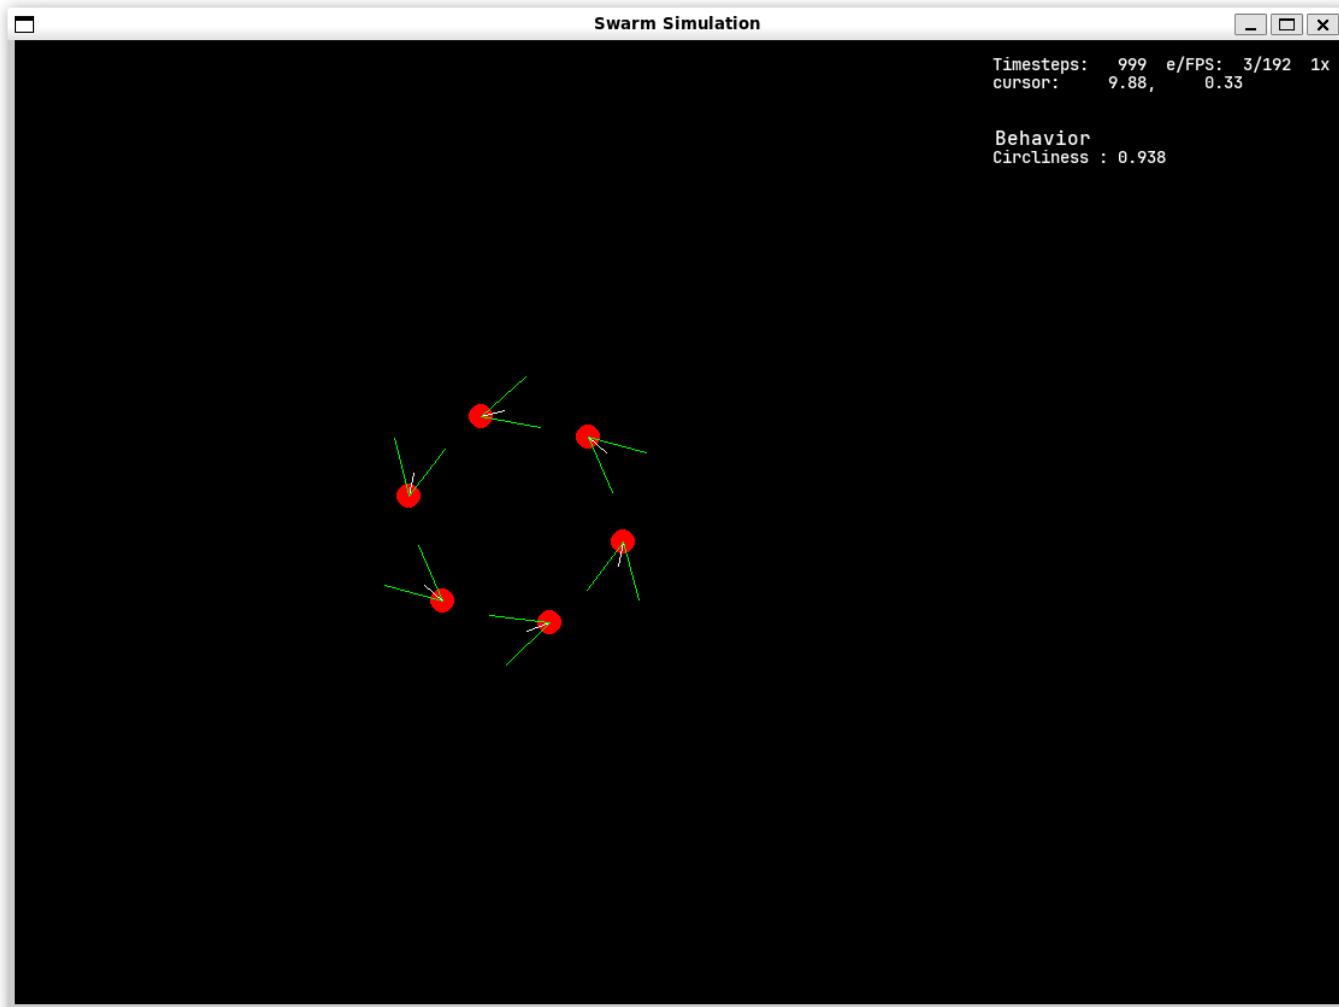 Swarm Simulation
Timesteps:   999  e/FPS:  3/192  1x
cursor:     9.88,     0.33
Behavior
Circliness : 0.938